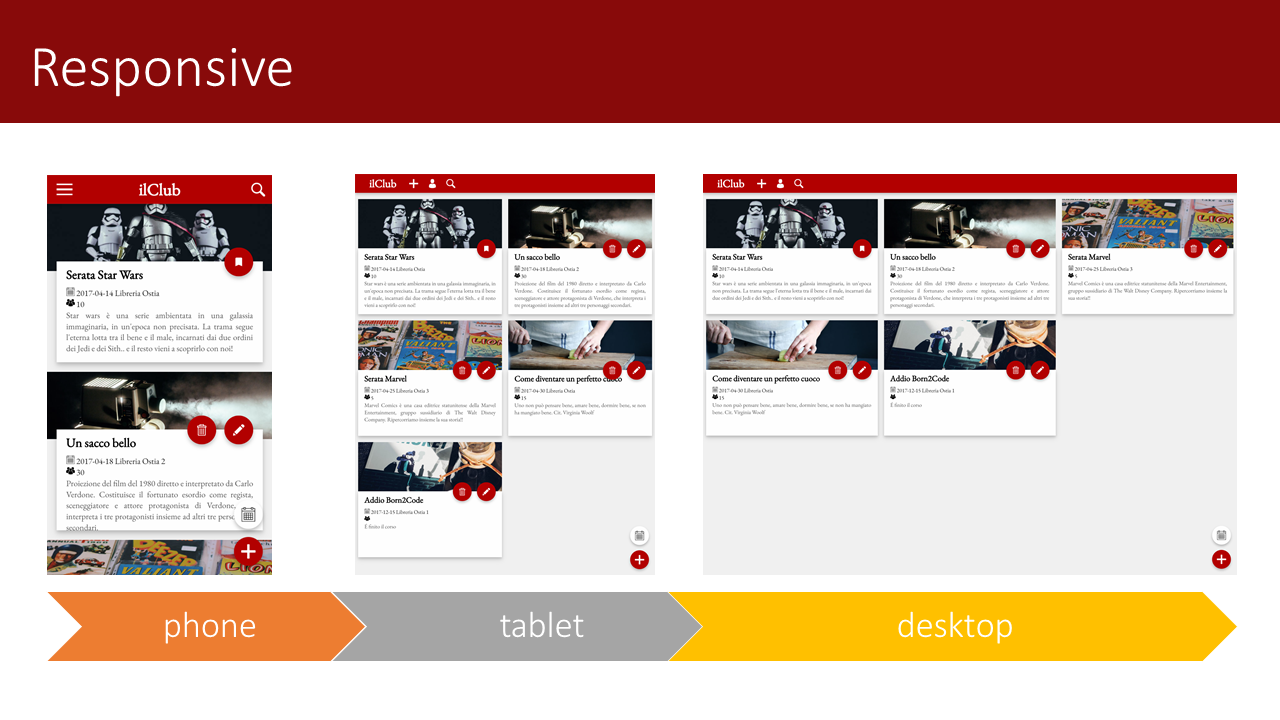 Responsive
ilClub
Serata Star Wars
2017-04-14 Libreria Ostia
10
Star wars è una serie ambientata in una galassia
immaginaria, in un'epoca non precisata. La trama segue
l'eterna lotta tra il bene e il male, incarnati dai due ordini
dei Jedi e dei Sith.. e il resto vieni a scoprirlo con noi!
Un sacco bello
2017-04-18 Libreria Ostia 2
30
Proiezione del film del 1980 diretto e interpretato da Carlo
Verdone. Costituisce il fortunato esordio come regista,
sceneggiatore e attore protagonista di Verdone,
interpreta i tre protagonisti insieme ad altri tre
secondari.
ilClub
Serata Star Wars
2017-04-14 Libreria Ostia
10
Star wars è una serie ambientata in una galassia immaginaria, in
un'epoca non precisata. La trama segue l'eterna lotta tra il bene
e il male, incarnati dai due ordini dei Jedi e dei Sith.. e il resto
vieni a scoprirlo con noi!
Un sacco bello
2017-04-18 Libreria Ostia 2
30
Proiezione del film del 1980 diretto e interpretato da Carlo
Verdone. Costituisce il fortunato esordio come regista,
sceneggiatore e attore protagonista di Verdone, che interpreta i
tre protagonisti insieme ad altri tre personaggi secondari.
Serata Marvel
2017-04-25 Libreria Ostia 3
5
Marvel Comics è una casa editrice statunitense della Marvel
Entertainment, gruppo sussidiario di The Walt Disney
Company. Ripercorriamo insieme la sua storia!!
Come diventare un perfetto cuoco
2017-04-30 Libreria Ostia
15
Uno non può pensare bene, amare bene, dormire bene, se non
ha mangiato bene. Cit. Virginia Woolf
Addio Born2Code
2017-12-15 Libreria Ostia 1
È finito il corso
ilClub
Serata Star Wars
2017-04-14 Libreria Ostia
10
Star wars è una serie ambientata in una galassia immaginaria, in un'epoca
non precisata. La trama segue l'eterna lotta tra il bene e il male, incarnati
dai due ordini dei Jedi e dei Sith.. e il resto vieni a scoprirlo con noi!
Un sacco bello
2017-04-18 Libreria Ostia 2
30
Proiezione del film del 1980 diretto e interpretato da Carlo Verdone.
Costituisce il fortunato esordio come regista, sceneggiatore e attore
protagonista di Verdone, che interpreta i tre protagonisti insieme ad altri tre
personaggi secondari.
Serata Marvel
2017-04-25 Libreria Ostia 3
5
Marvel Comics è una casa editrice statunitense della Marvel Entertainment,
gruppo sussidiario di The Walt Disney Company. Ripercorriamo insieme la
sua storia!!
Come diventare un perfetto cuoco
2017-04-30 Libreria Ostia
15
Uno non può pensare bene, amare bene, dormire bene, se non ha mangiato
bene. Cit. Virginia Woolf
Addio Born2Code
2017-12-15 Libreria Ostia 1
È finito il corso
phone
tablet
desktop